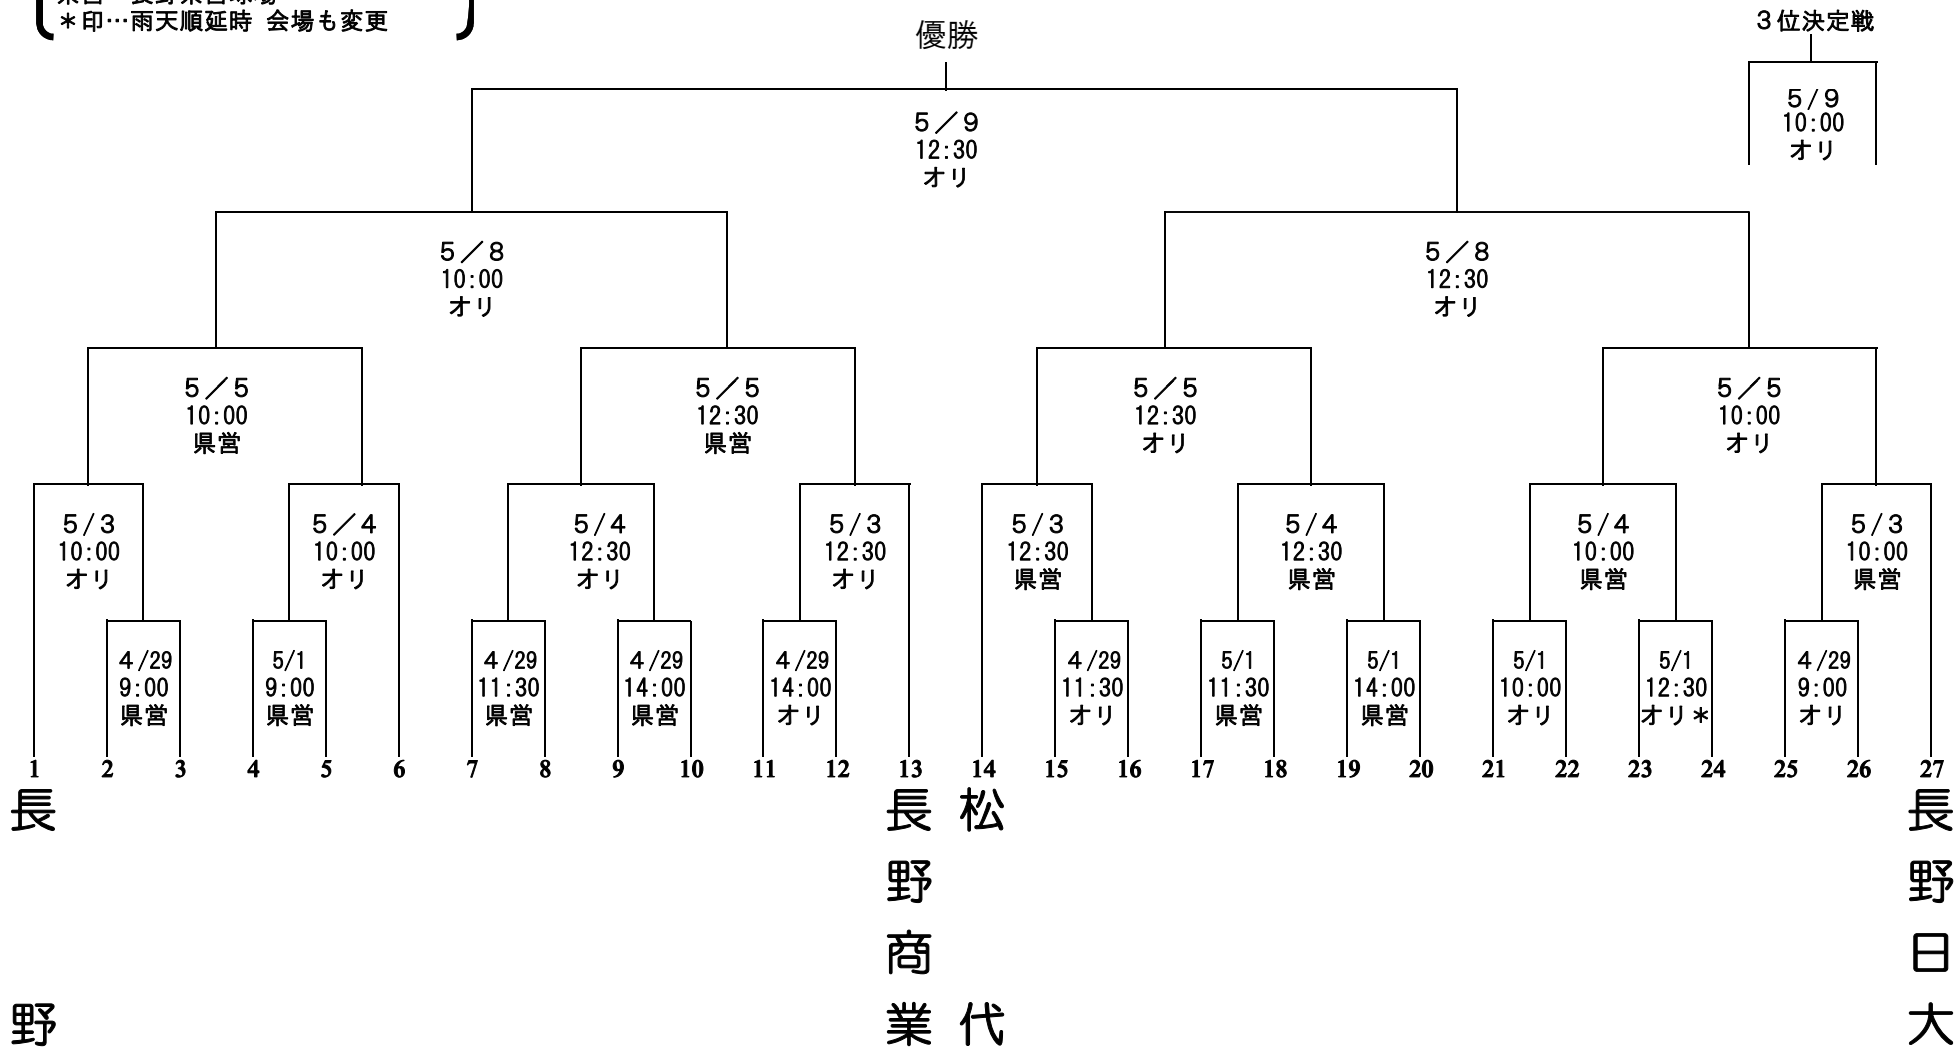 ＊印…雨天順延時 会場も変更
優勝
３位決定戦
５/９
10:00
オリ
５／９
12:30
オリ
５／８
10:00
オリ
５／８
12:30
オリ
５／５
10:00
県営
５／５
12:30
県営
５／５
12:30
オリ
５／５
10:00
オリ
５/３
10:00
オリ
５／４
10:00
オリ
５/４
12:30
オリ
５/３
12:30
オリ
５/３
12:30
県営
５/４
12:30
県営
５/４
10:00
県営
５/３
10:00
県営
４/29
9:00
県営
5/1
9:00
県営
４/29
11:30
県営
４/29
14:00
県営
４/29
14:00
オリ
４/29
11:30
オリ
5/1
11:30
県営
5/1
14:00
県営
5/1
10:00
オリ
5/1
12:30
オリ＊
４/29
9:00
オリ
1 2 3 4 5 6 7 8 9 10 11 12 13 14 15 16 17 18 19 20 21 22 23 24 25 26 27
長野
長野商業
松代
長野日大